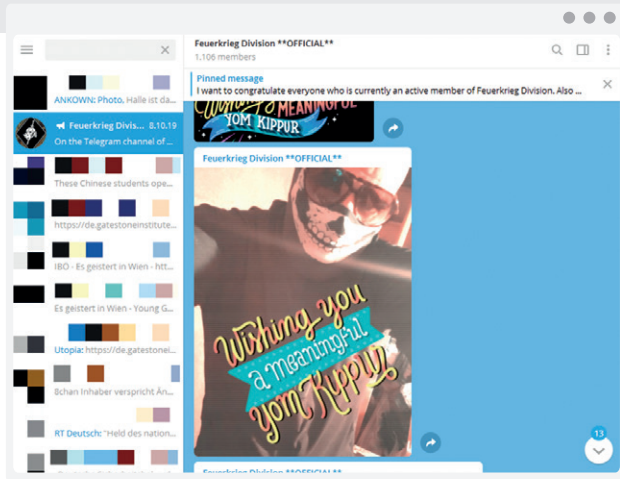 Feuerkrieg Division **OFFICIAL**
1.106 members
Pinned message
I want to congratulate everyone who is currently an active member of Feuerkrieg Division. Also ...
ANKOWN: Photo, Halle ist da...
Feuerkrieg Divis... 8.10.19
On the Telegram channel of ...
These Chinese students ope...
https://de.gatestoneinstitute...
IBÖ - Es geistert in Wien - htt...
Es geistert in Wien - Young G...
Utopia: https://de.gatestonei...
8chan Inhaber verspricht Än...
RT Deutsch: "Held des nation...
Wishing you
MEANINGFUL
YOM KIPPUR
Feuerkrieg Division **OFFICIAL**
Wishing you
a meaningful
Yom Kippur
13
Feuerkrieg Division **OFFICIAL**